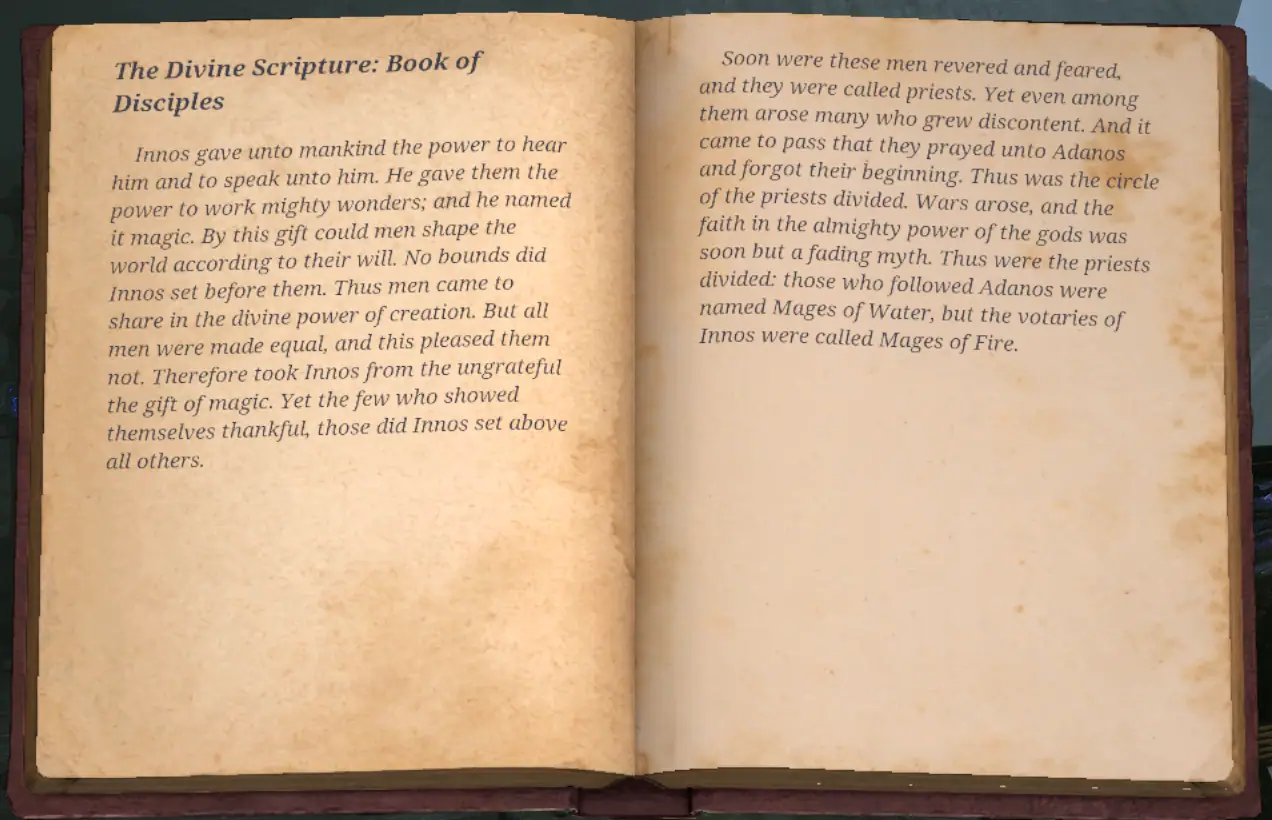 The Divine Scripture: Book of
Disciples
Innos gave unto mankind the power to hear
him and to speak unto him. He gave them the
power to work mighty wonders; and he named
it magic. By this gift could men shape the
world according to their will. No bounds did
Innos set before them. Thus men came to
share in the divine power of creation. But all
men were made equal, and this pleased them
not. Therefore took Innos from the ungrateful
the gift of magic. Yet the few who showed
themselves thankful, those did Innos set above
all others.
Soon were these men revered and feared,
and they were called priests. Yet even among
them arose many who grew discontent. And it
came to pass that they prayed unto Adanos
and forgot their beginning. Thus was the circle
of the priests divided. Wars arose, and the
faith in the almighty power of the gods was
soon but a fading myth. Thus were the priests
divided: those who followed Adanos were
named Mages of Water, but the votaries of
Innos were called Mages of Fire.